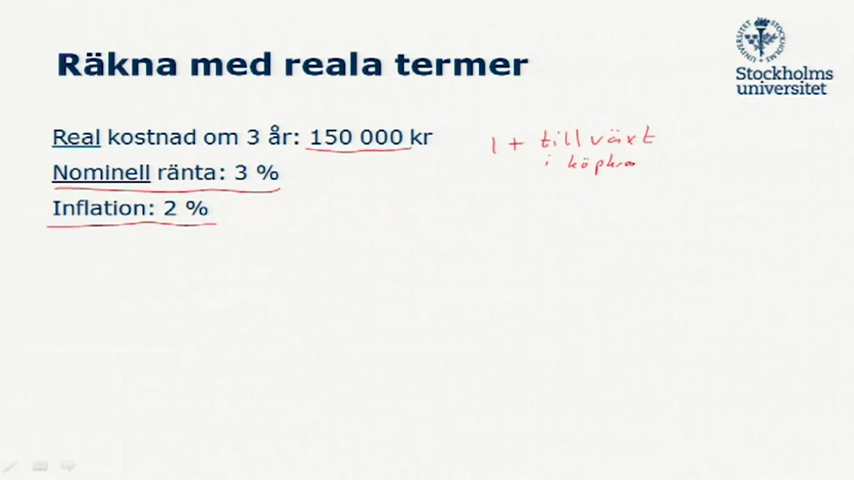 Räkna med reala termer
Stockholms
universitet
Real kostnad om 3 år: 150 000 kr
1 + tillväxt
i köpkra
Nominell ränta: 3 %
Inflation: 2 %